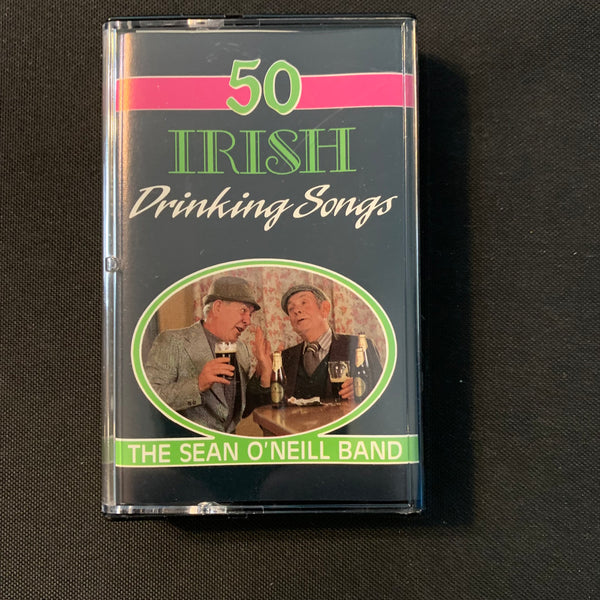 50
IRISH
Drinking Songs
THE SEAN O'NEILL BAND